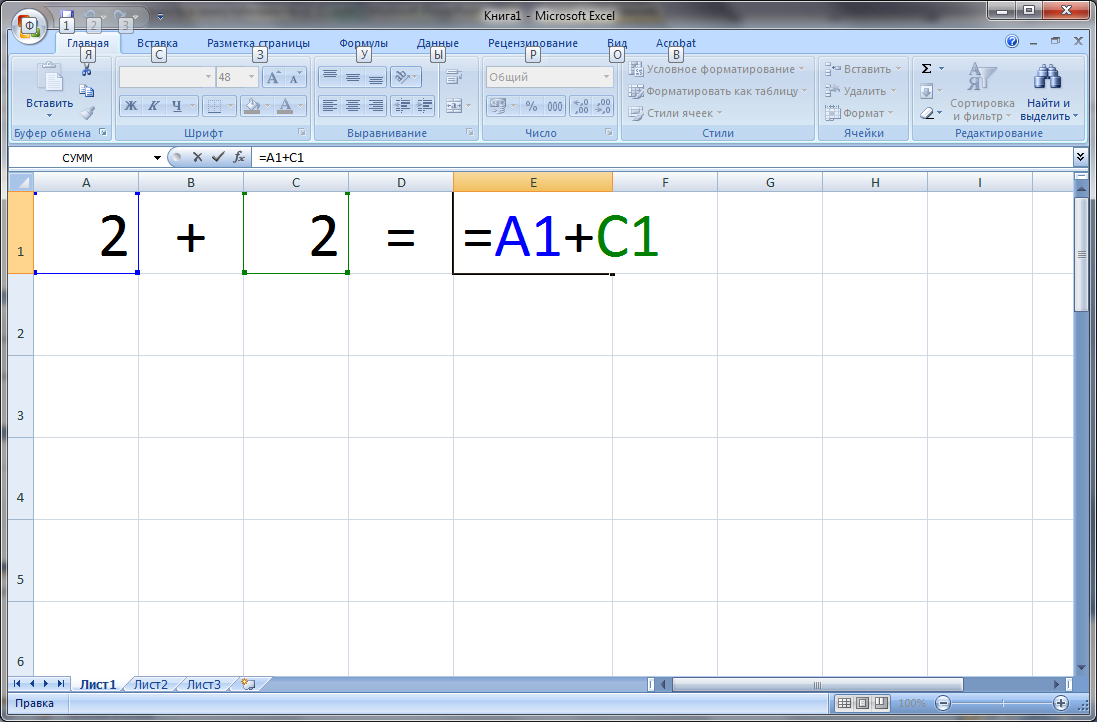 Книга1 - Microsoft Excel
Ф 1 2 3
Главная Вставка Разметка страницы Формулы Данные Рецензирование Вид Acrobat
Я С З У Ы Р О В
Вставить
Буфер обмена
48
Ж К Ч
Шрифт
Выравнивание
Общий
% 000 ,00 ,0
Число
Условное форматирование
Форматировать как таблицу
Стили ячеек
Стили
Вставить
Удалить
Формат
Ячейки
Σ
Сортировка и фильтр
Найти и выделить
Редактирование
СУММ fx =A1+C1
A B C D E F G H I
1 2 + 2 = =A1+C1
2
3
4
5
6
Лист1 Лист2 Лист3
Правка 100%